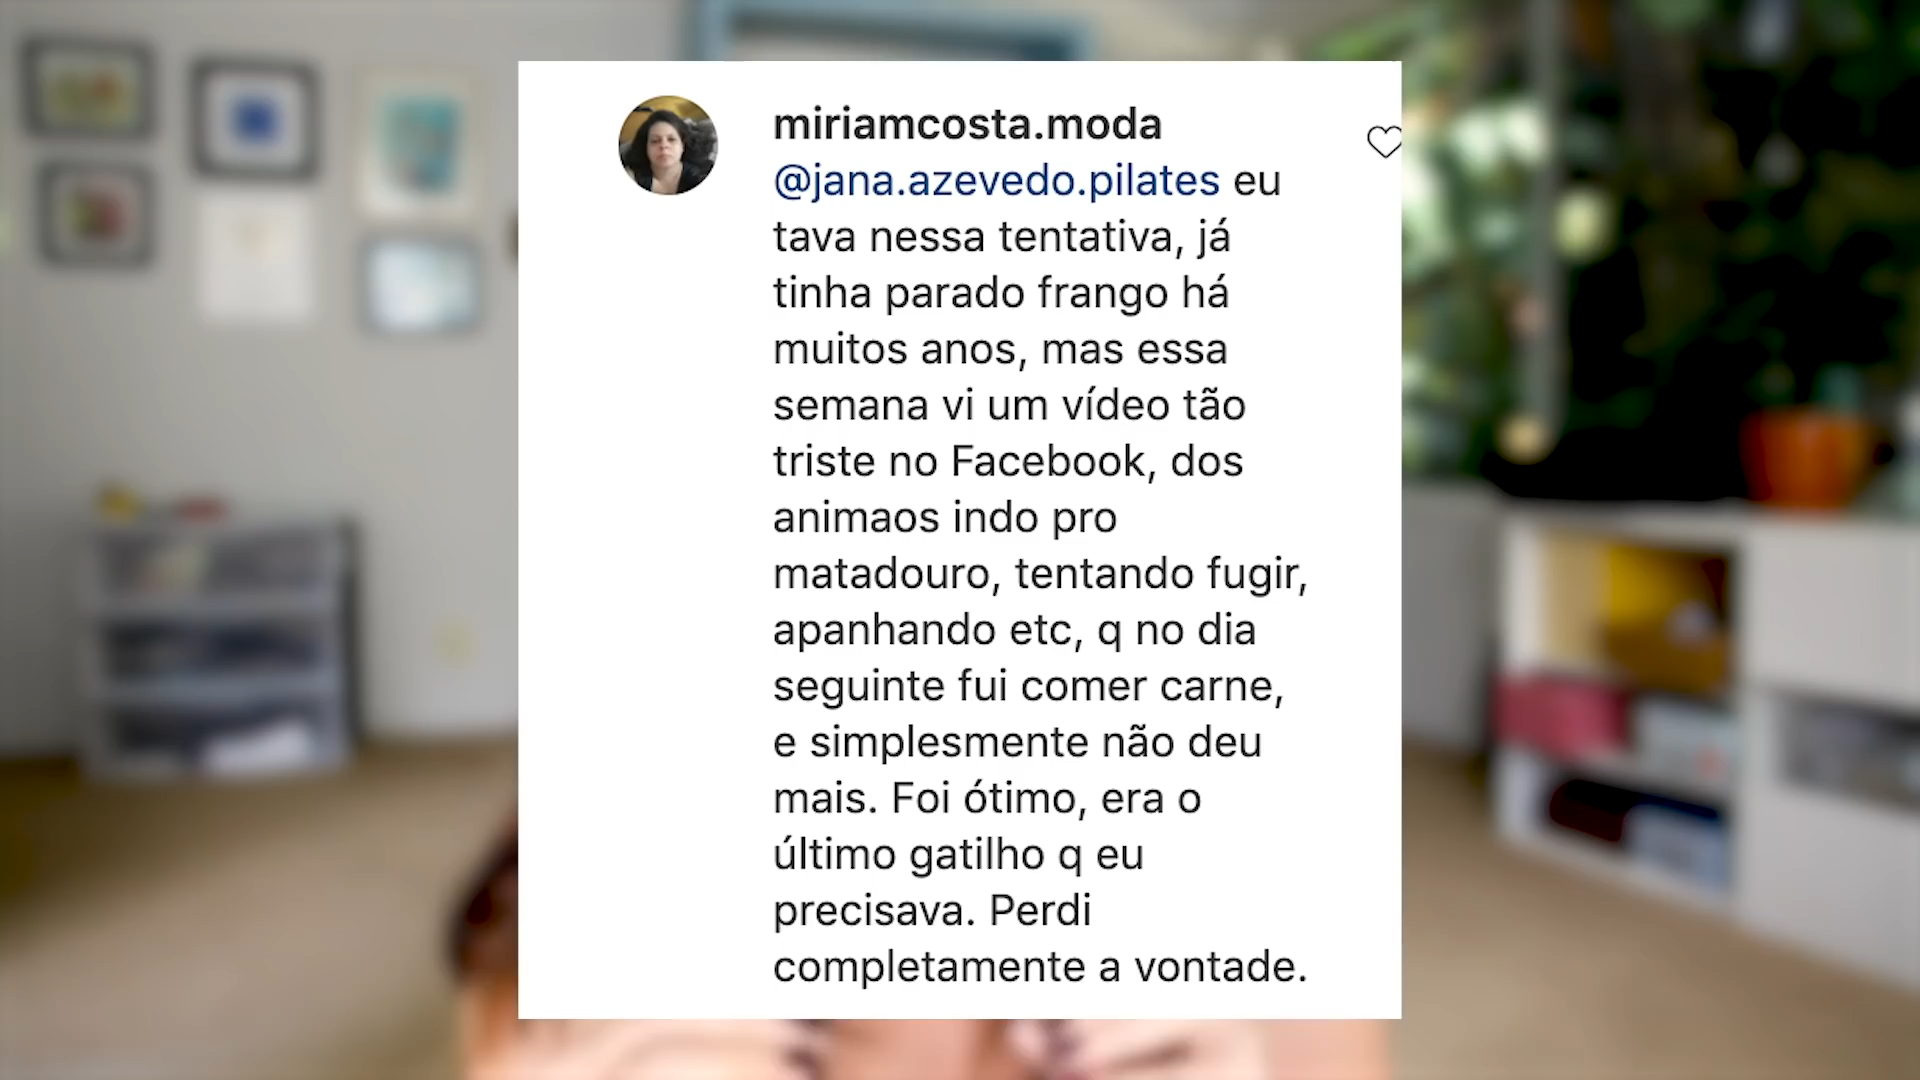 miriamcosta.moda
@jana.azevedo.pilates eu
tava nessa tentativa, já
tinha parado frango há
muitos anos, mas essa
semana vi um vídeo tão
triste no Facebook, dos
animaos indo pro
matadouro, tentando fugir,
apanhando etc, q no dia
seguinte fui comer carne,
e simplesmente não deu
mais. Foi ótimo, era o
último gatilho q eu
precisava. Perdi
completamente a vontade.